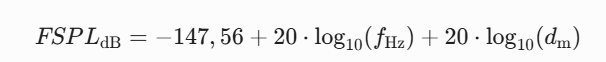 FSPL_dB = −147,56 + 20 · log₁₀(f_Hz) + 20 · log₁₀(d_m)